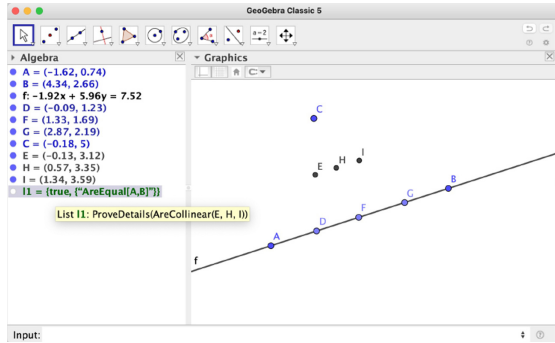 GeoGebra Classic 5
a=2
Algebra
A = (-1.62, 0.74)
B = (4.34, 2.66)
f: -1.92x + 5.96y = 7.52
D = (-0.09, 1.23)
F = (1.33, 1.69)
G = (2.87, 2.19)
C = (-0.18, 5)
E = (-0.13, 3.12)
H = (0.57, 3.35)
I = (1.34, 3.59)
l1 = {true, {"AreEqual[A,B]"}}
List l1: ProveDetails(AreCollinear(E, H, I))
Graphics
C
E
H
I
A
D
F
G
B
f
Input: